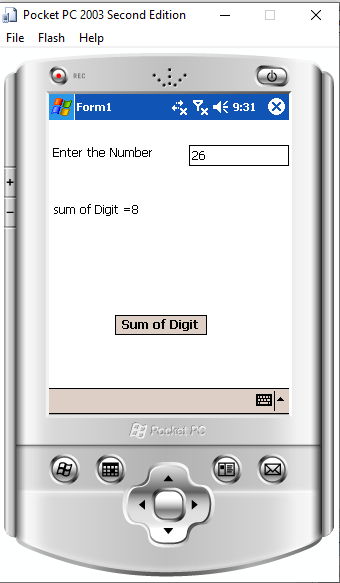 Pocket PC 2003 Second Edition
File Flash Help
REC
Form1 9:31
Enter the Number 26
sum of Digit =8
Sum of Digit
Pocket PC